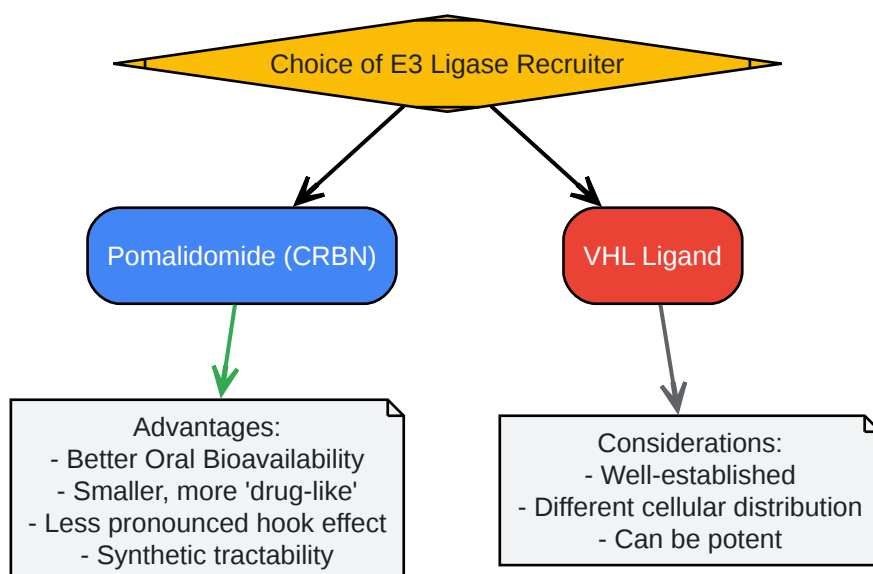 Choice of E3 Ligase Recruiter
Pomalidomide (CRBN)
VHL Ligand
Advantages:
- Better Oral Bioavailability
- Smaller, more 'drug-like'
- Less pronounced hook effect
- Synthetic tractability
Considerations:
- Well-established
- Different cellular distribution
- Can be potent